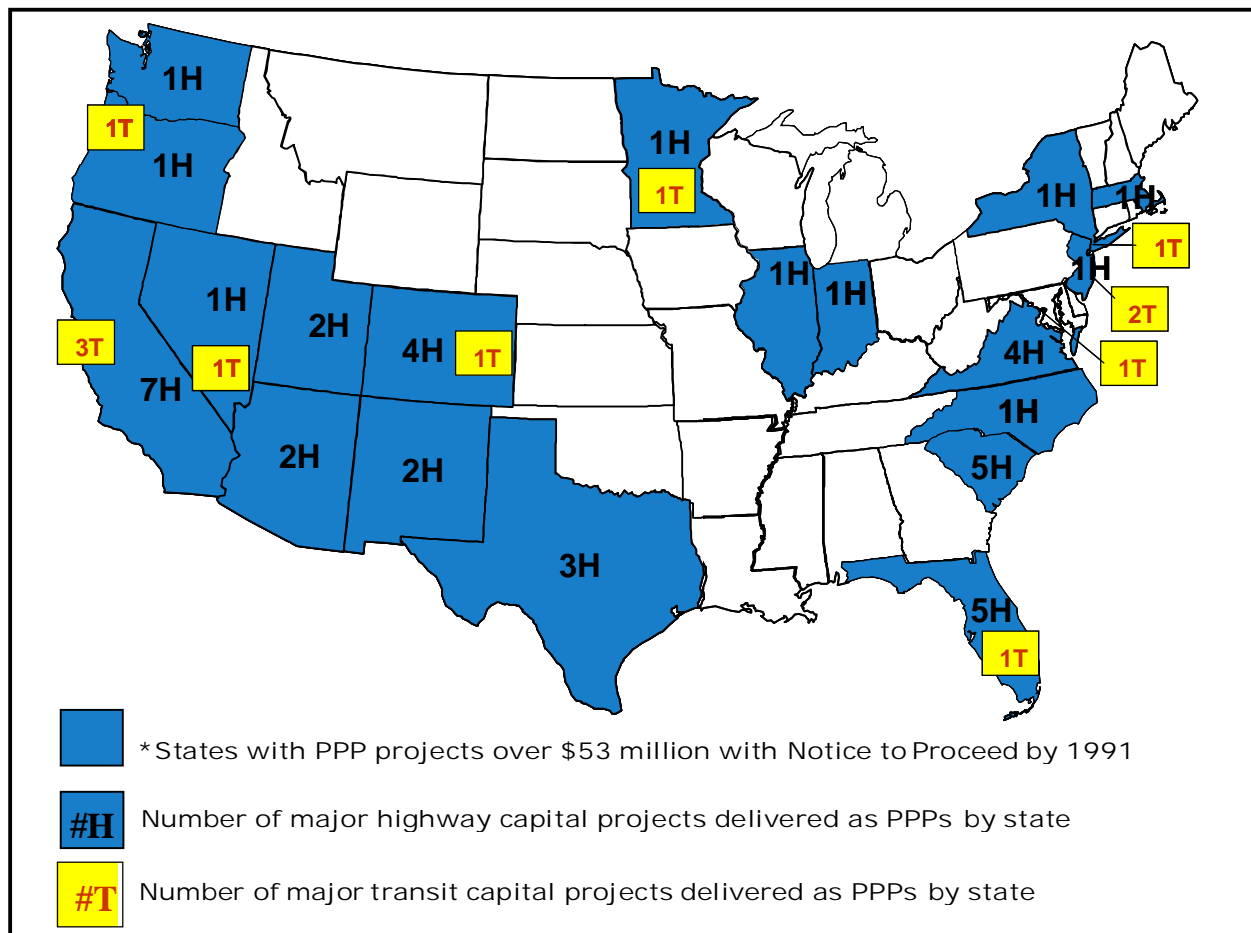 1H
1T
1H
1H
1T
1H
1H
1T
1H
1H
1H
2T
1H
2H
4H
1T
3T
1T
7H
4H
1T
1H
2H
2H
5H
3H
5H
1T
*States with PPP projects over $53 million with Notice to Proceed by 1991
#H Number of major highway capital projects delivered as PPPs by state
#T Number of major transit capital projects delivered as PPPs by state